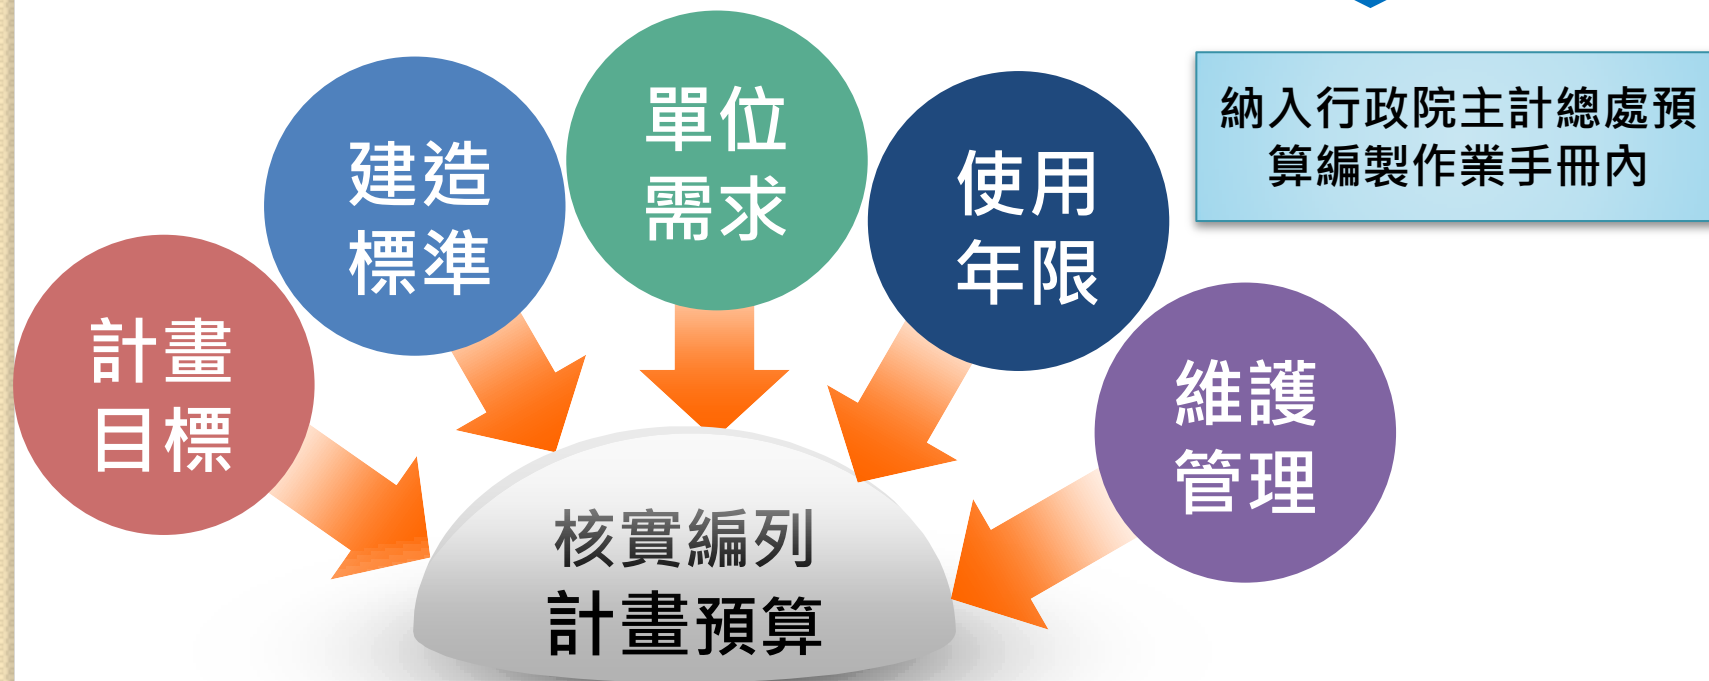 計畫
目標
建造
標準
單位
需求
使用
年限
維護
管理
核實編列
計畫預算
納入行政院主計總處預
算編製作業手冊內